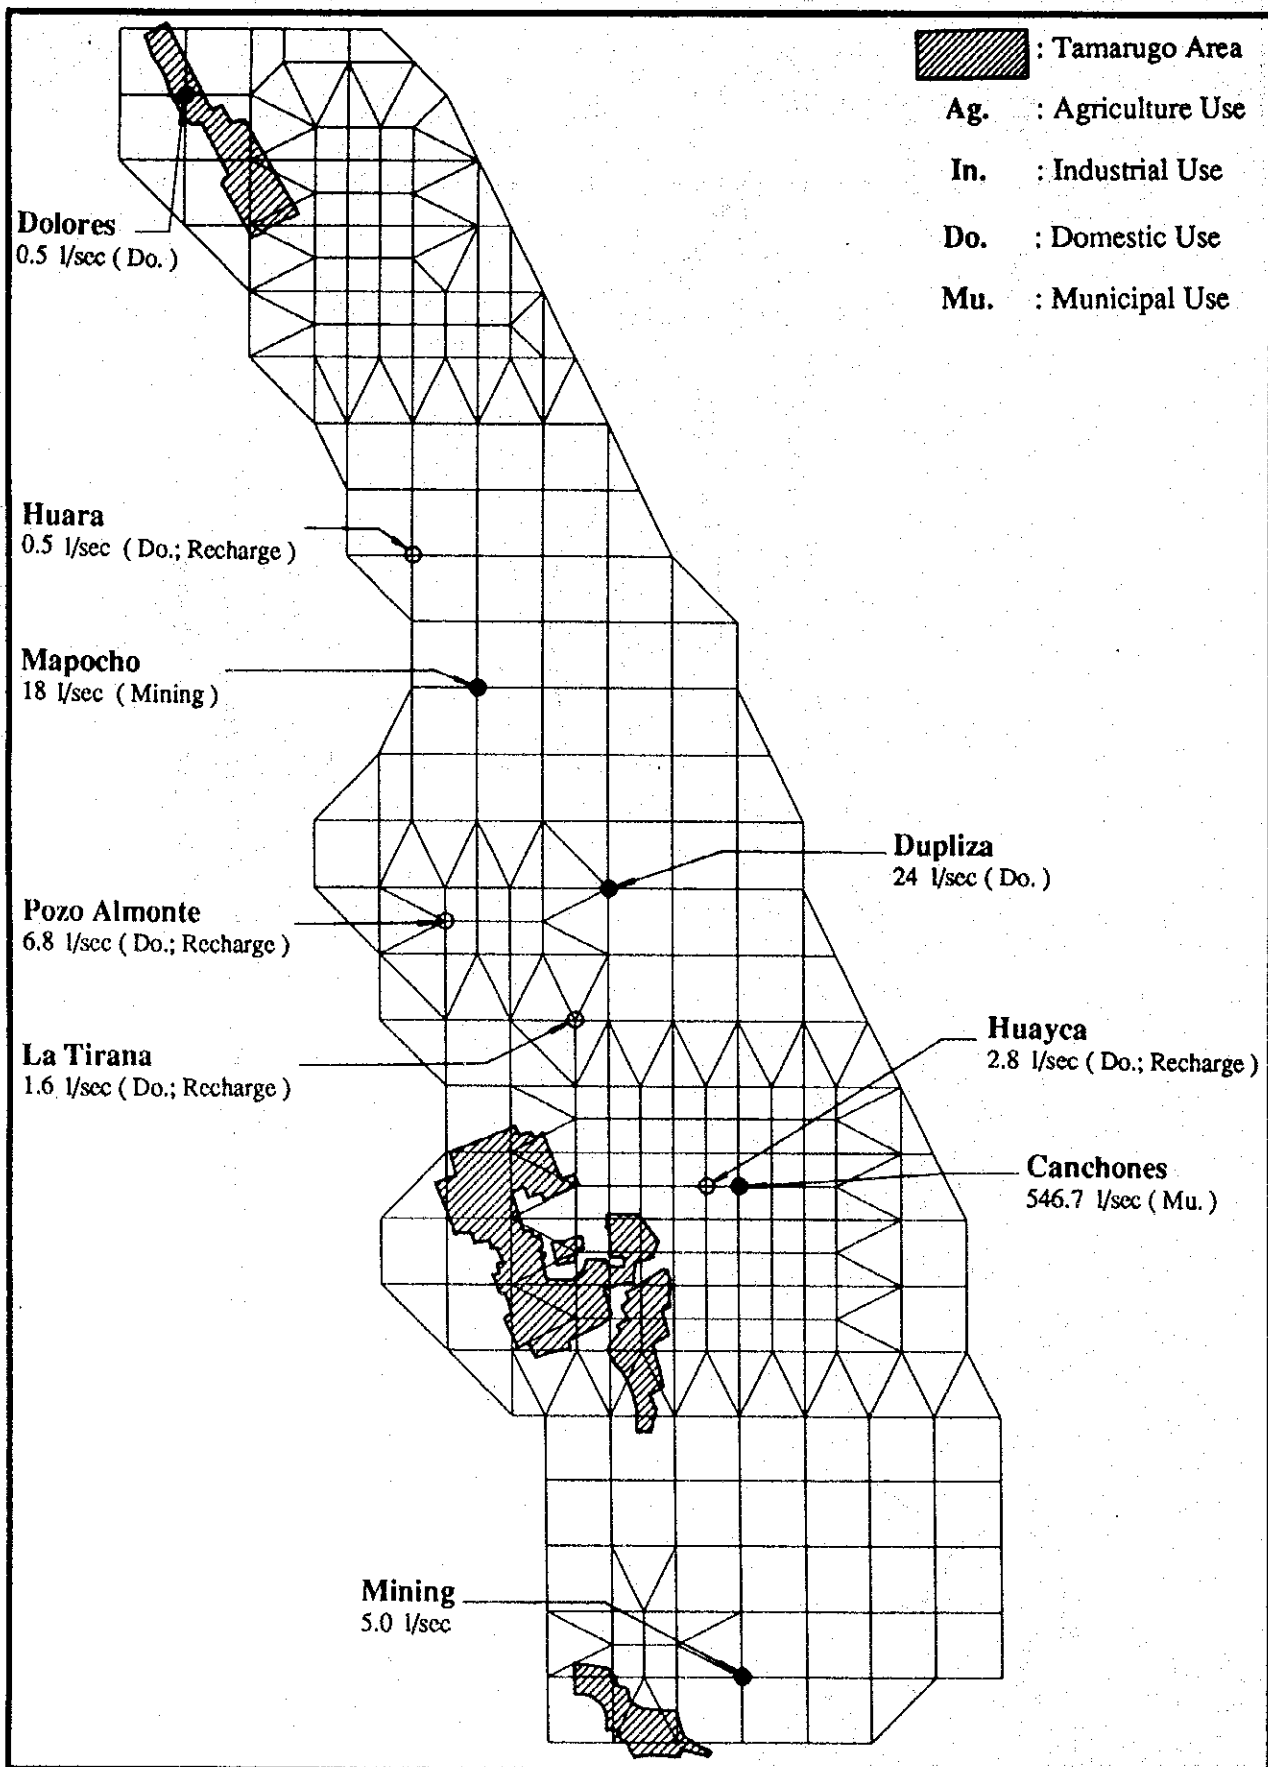 : Tamarugo Area
Ag. : Agriculture Use
In. : Industrial Use
Do. : Domestic Use
Mu. : Municipal Use
Dolores
0.5 l/sec ( Do. )
Huara
0.5 l/sec ( Do.; Recharge )
Mapocho
18 l/sec ( Mining )
Dupliza
24 l/sec ( Do. )
Pozo Almonte
6.8 l/sec ( Do.; Recharge )
La Tirana
1.6 l/sec ( Do.; Recharge )
Huayca
2.8 l/sec ( Do.; Recharge )
Canchones
546.7 l/sec ( Mu. )
Mining
5.0 l/sec